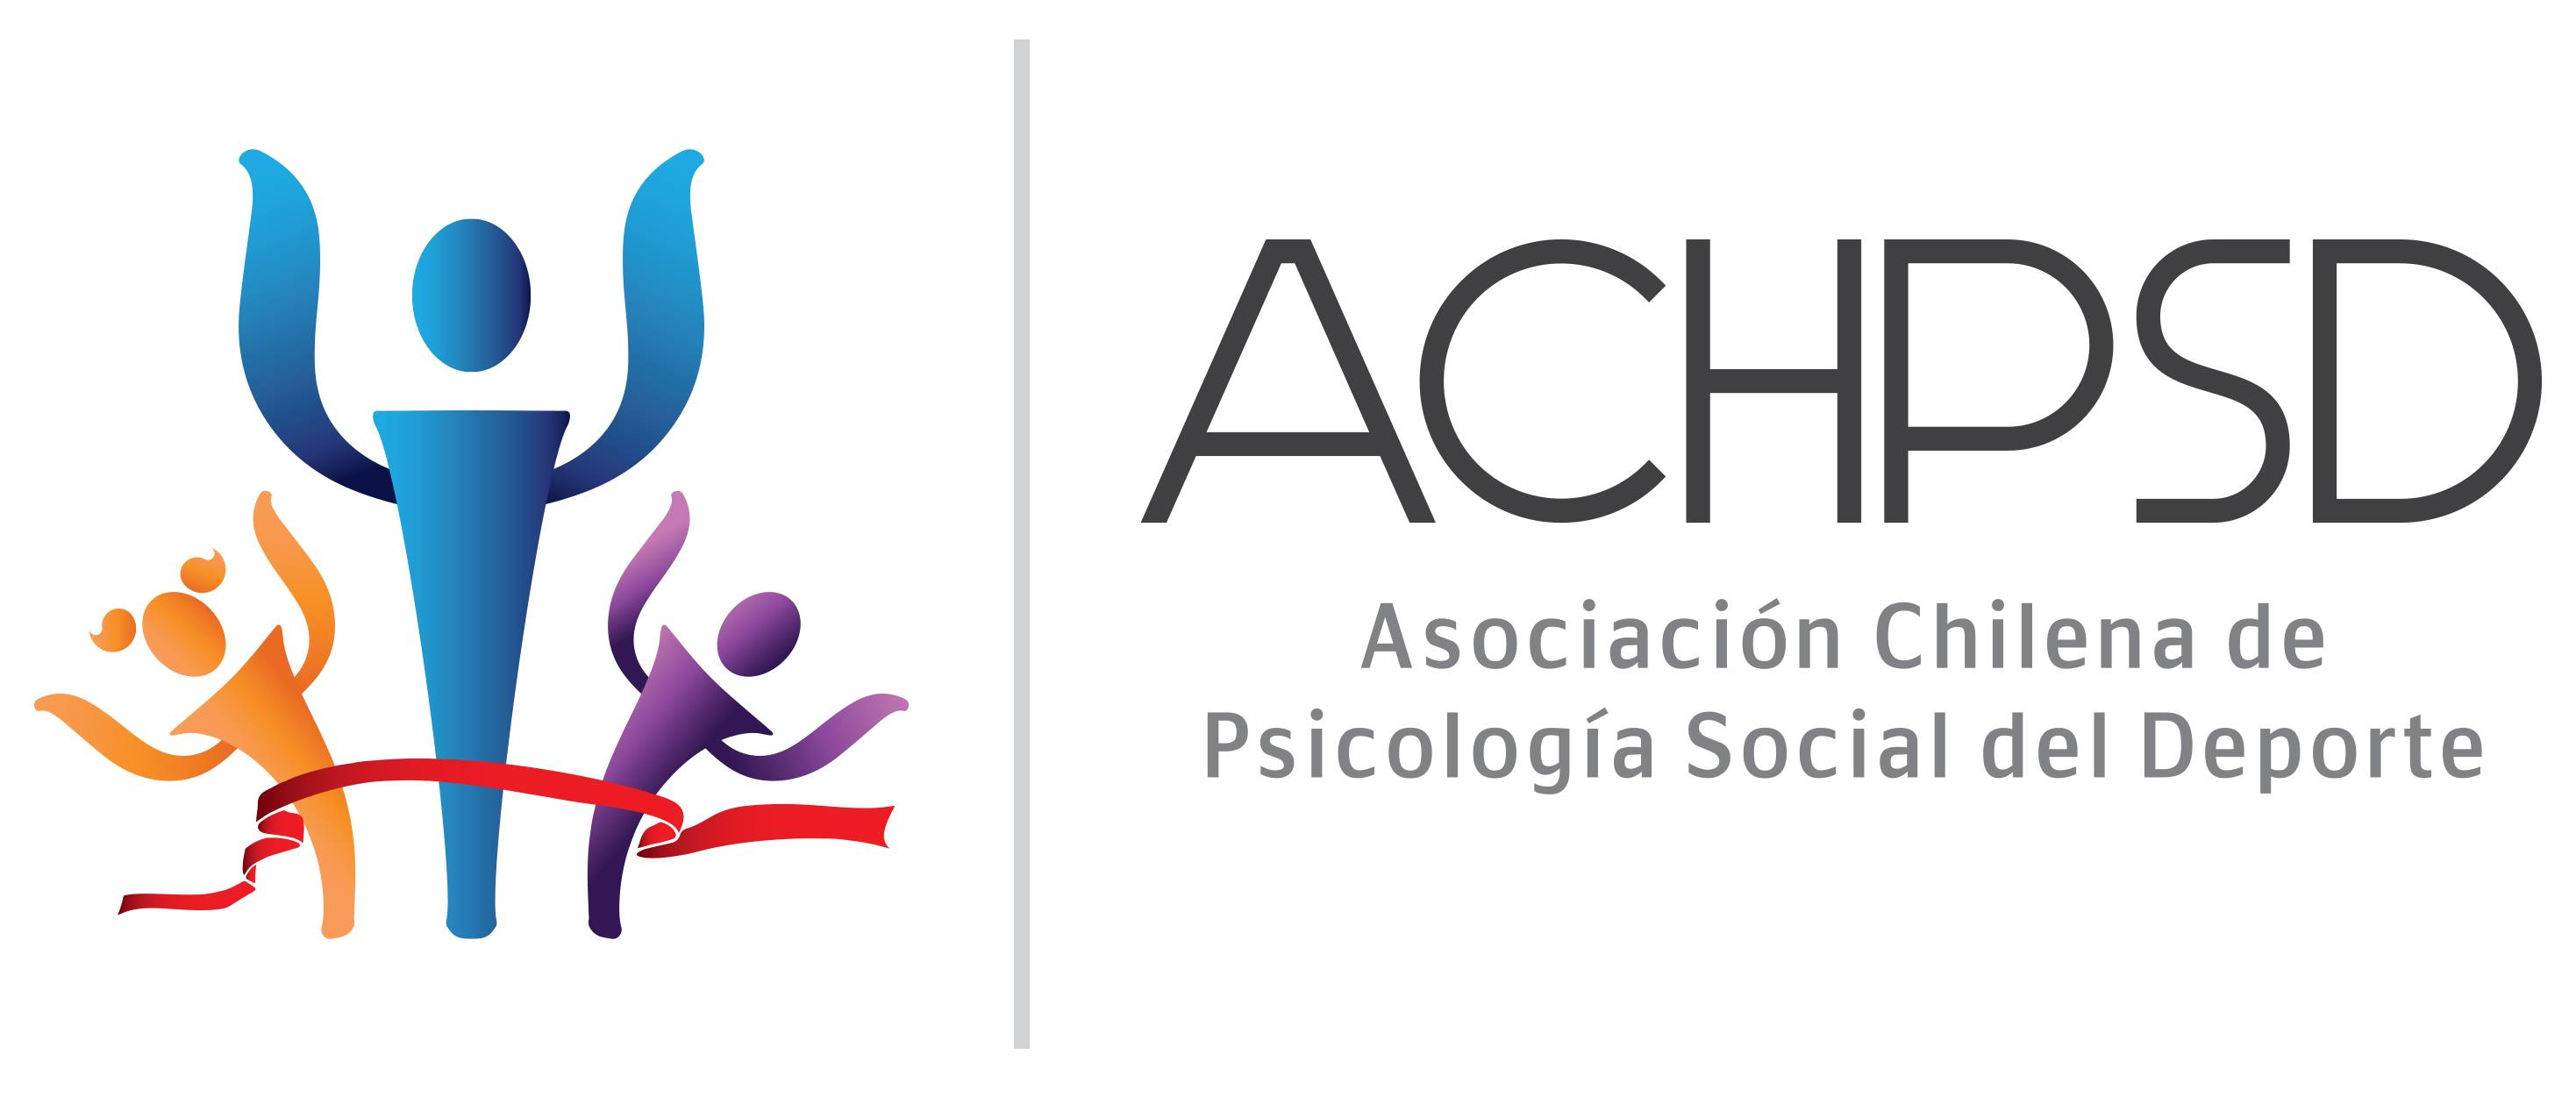 ACHPSD
Asociación Chilena de
Psicología Social del Deporte